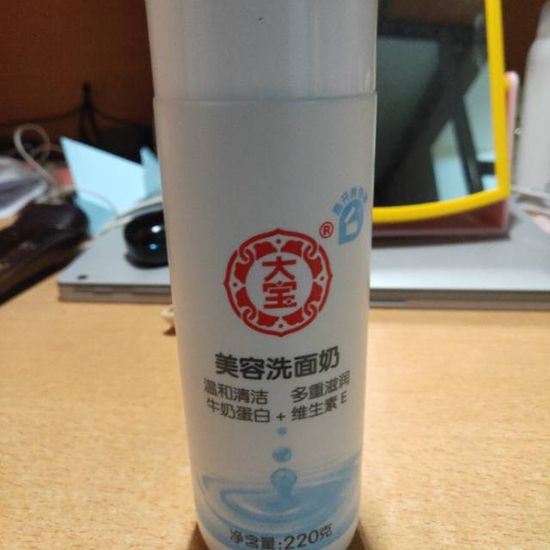 ®
大宝
美容洗面奶
温和清洁 多重滋润
牛奶蛋白 + 维生素 E
净含量:220克